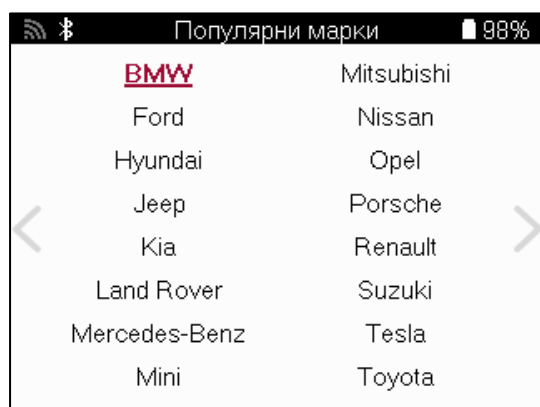 Популярни марки 98%
BMW Mitsubishi
Ford Nissan
Hyundai Opel
Jeep Porsche
Kia Renault
Land Rover Suzuki
Mercedes-Benz Tesla
Mini Toyota